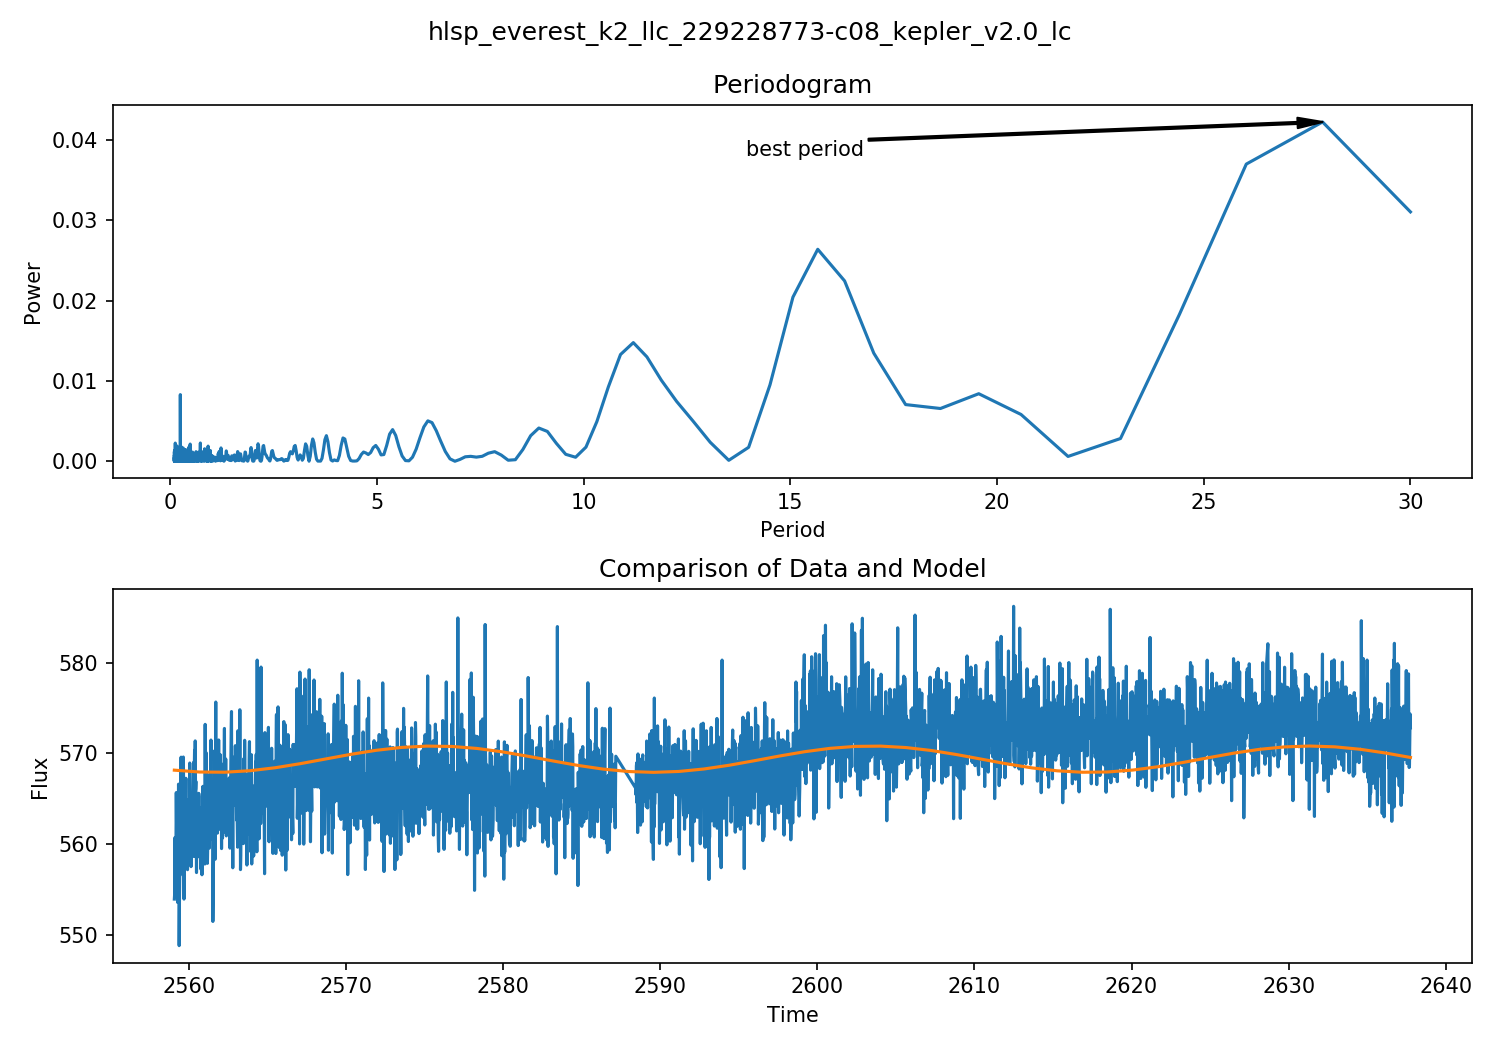 hlsp_everest_k2_llc_229228773-c08_kepler_v2.0_lc
Periodogram
0.04
0.03
0.02
0.01
0.00
Power
best period
0 5 10 15 20 25 30
Period
Comparison of Data and Model
580
570
560
550
Flux
2560 2570 2580 2590 2600 2610 2620 2630 2640
Time